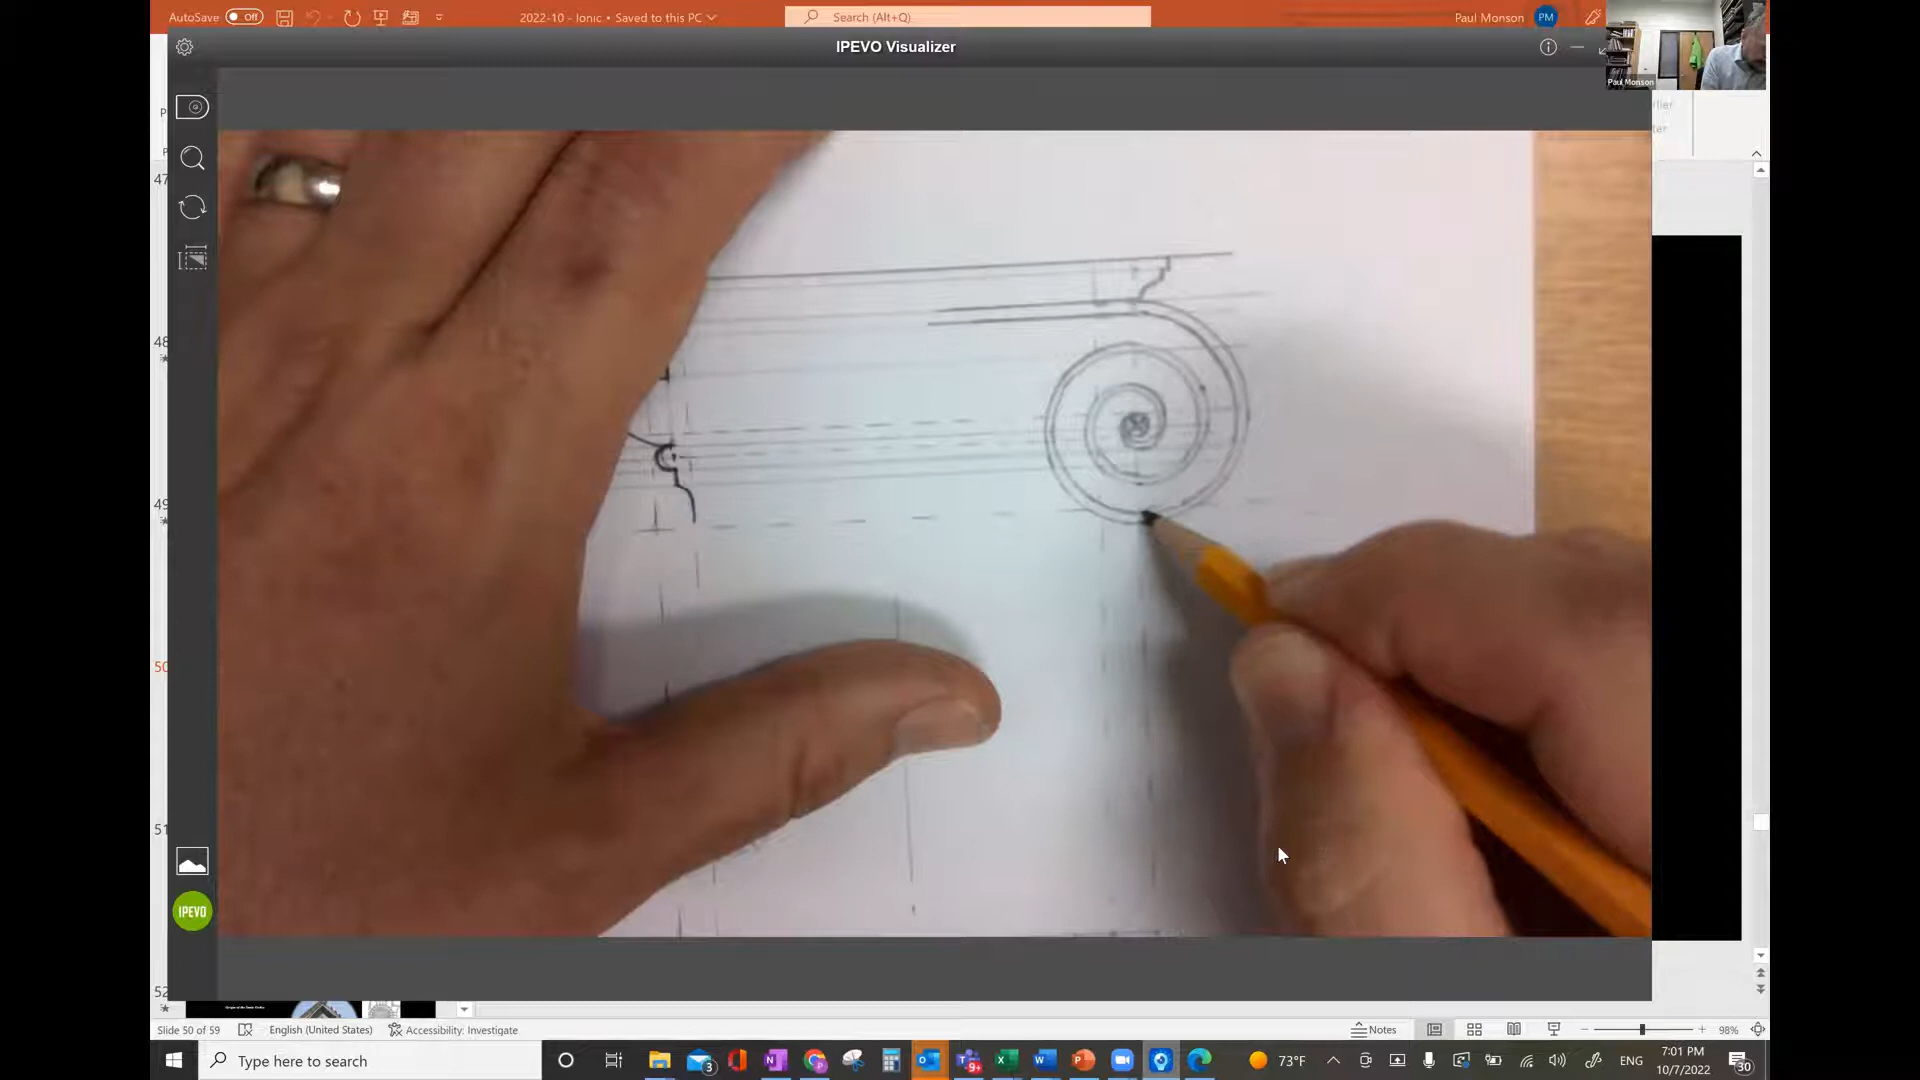 AutoSave Off
2022-10 - Ionic • Saved to this PC
Search (Alt+Q)
Paul Monson PM
IPEVO Visualizer
Paul Monson
47
48
49
50
51
52
IPEVO
Slide 50 of 59
English (United States)
Accessibility: Investigate
Notes
98%
Type here to search
3
9+
73°F
ENG
7:01 PM
10/7/2022
30